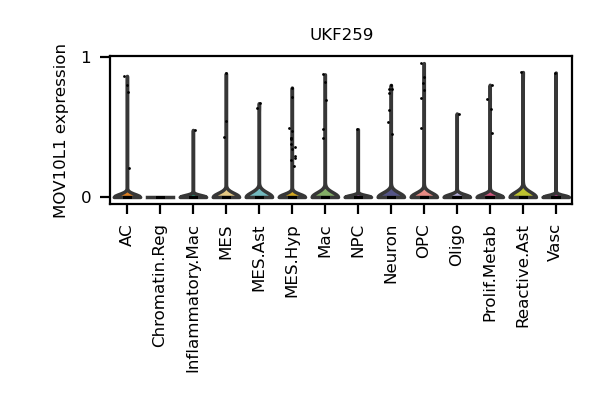 UKF259
MOV10L1 expression
1
0
AC
Chromatin.Reg
Inflammatory.Mac
MES
MES.Ast
MES.Hyp
Mac
NPC
Neuron
OPC
Oligo
Prolif.Metab
Reactive.Ast
Vasc